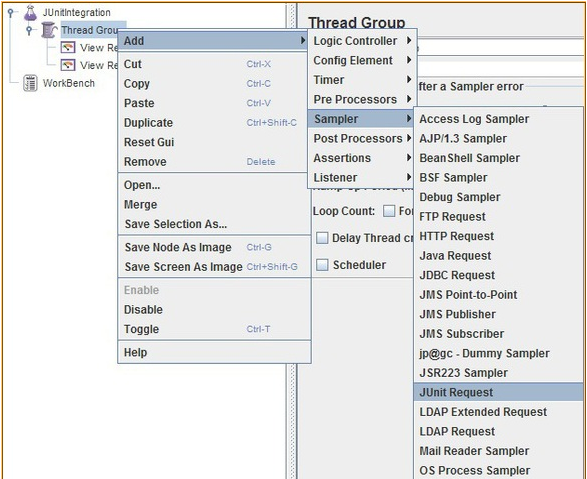 JUnitIntegration
Thread Grou
View Re
View Re
WorkBench
Add
Cut Ctrl-X
Copy Ctrl-C
Paste Ctrl-V
Duplicate Ctrl+Shift-C
Reset Gui
Remove Delete
Open...
Merge
Save Selection As...
Save Node As Image Ctrl-G
Save Screen As Image Ctrl+Shift-G
Enable
Disable
Toggle Ctrl-T
Help
Thread Group
Logic Controller
Config Element
Timer
Pre Processors
Sampler
Post Processors
Assertions
Listener
fter a Sampler error
Loop Count: Fo
Delay Thread cr
Scheduler
Access Log Sampler
AJP/1.3 Sampler
BeanShell Sampler
BSF Sampler
Debug Sampler
FTP Request
HTTP Request
Java Request
JDBC Request
JMS Point-to-Point
JMS Publisher
JMS Subscriber
jp@gc - Dummy Sampler
JSR223 Sampler
JUnit Request
LDAP Extended Request
LDAP Request
Mail Reader Sampler
OS Process Sampler